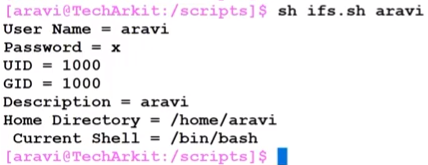 [aravi@TechArkit:/scripts]$ sh ifs.sh aravi
User Name = aravi
Password = x
UID = 1000
GID = 1000
Description = aravi
Home Directory = /home/aravi
 Current Shell = /bin/bash
[aravi@TechArkit:/scripts]$